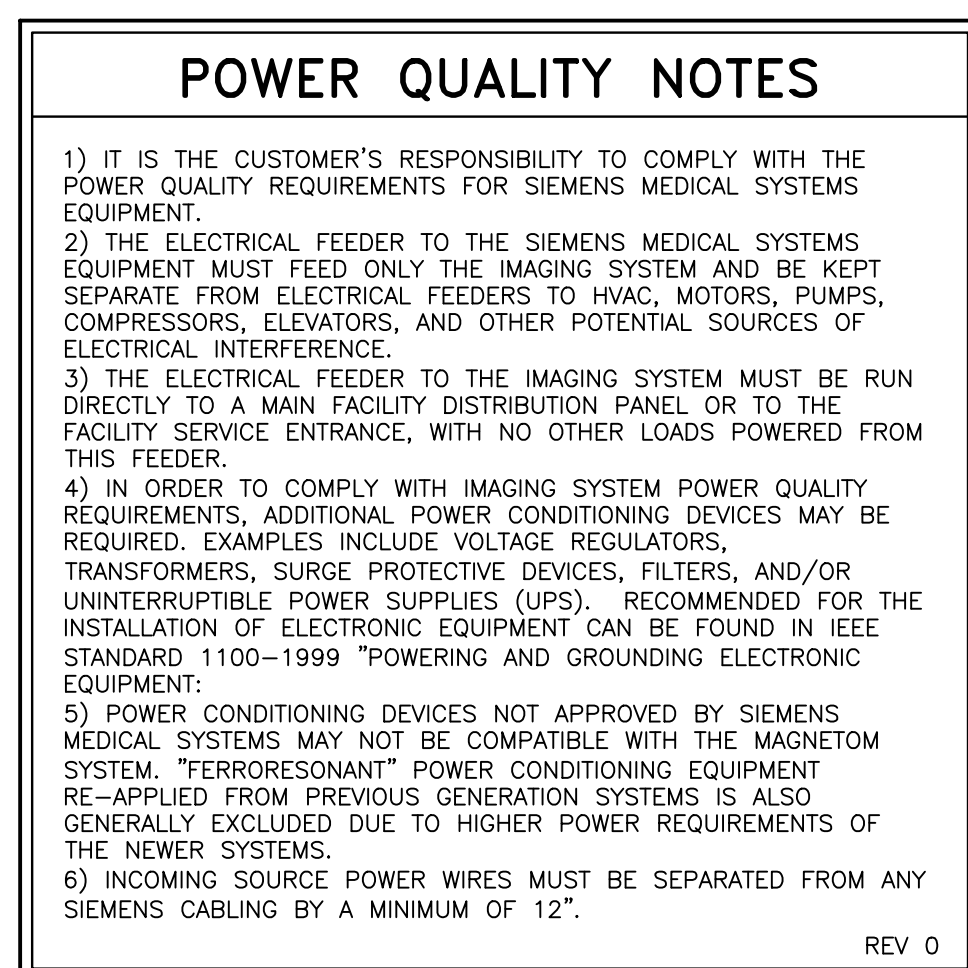 POWER QUALITY NOTES
1) IT IS THE CUSTOMER'S RESPONSIBILITY TO COMPLY WITH THE
POWER QUALITY REQUIREMENTS FOR SIEMENS MEDICAL SYSTEMS
EQUIPMENT.
2) THE ELECTRICAL FEEDER TO THE SIEMENS MEDICAL SYSTEMS
EQUIPMENT MUST FEED ONLY THE IMAGING SYSTEM AND BE KEPT
SEPARATE FROM ELECTRICAL FEEDERS TO HVAC, MOTORS, PUMPS,
COMPRESSORS, ELEVATORS, AND OTHER POTENTIAL SOURCES OF
ELECTRICAL INTERFERENCE.
3) THE ELECTRICAL FEEDER TO THE IMAGING SYSTEM MUST BE RUN
DIRECTLY TO A MAIN FACILITY DISTRIBUTION PANEL OR TO THE
FACILITY SERVICE ENTRANCE, WITH NO OTHER LOADS POWERED FROM
THIS FEEDER.
4) IN ORDER TO COMPLY WITH IMAGING SYSTEM POWER QUALITY
REQUIREMENTS, ADDITIONAL POWER CONDITIONING DEVICES MAY BE
REQUIRED. EXAMPLES INCLUDE VOLTAGE REGULATORS,
TRANSFORMERS, SURGE PROTECTIVE DEVICES, FILTERS, AND/OR
UNINTERRUPTIBLE POWER SUPPLIES (UPS).  RECOMMENDED FOR THE
INSTALLATION OF ELECTRONIC EQUIPMENT CAN BE FOUND IN IEEE
STANDARD 1100-1999 "POWERING AND GROUNDING ELECTRONIC
EQUIPMENT:
5) POWER CONDITIONING DEVICES NOT APPROVED BY SIEMENS
MEDICAL SYSTEMS MAY NOT BE COMPATIBLE WITH THE MAGNETOM
SYSTEM. "FERRORESONANT" POWER CONDITIONING EQUIPMENT
RE-APPLIED FROM PREVIOUS GENERATION SYSTEMS IS ALSO
GENERALLY EXCLUDED DUE TO HIGHER POWER REQUIREMENTS OF
THE NEWER SYSTEMS.
6) INCOMING SOURCE POWER WIRES MUST BE SEPARATED FROM ANY
SIEMENS CABLING BY A MINIMUM OF 12".
REV 0